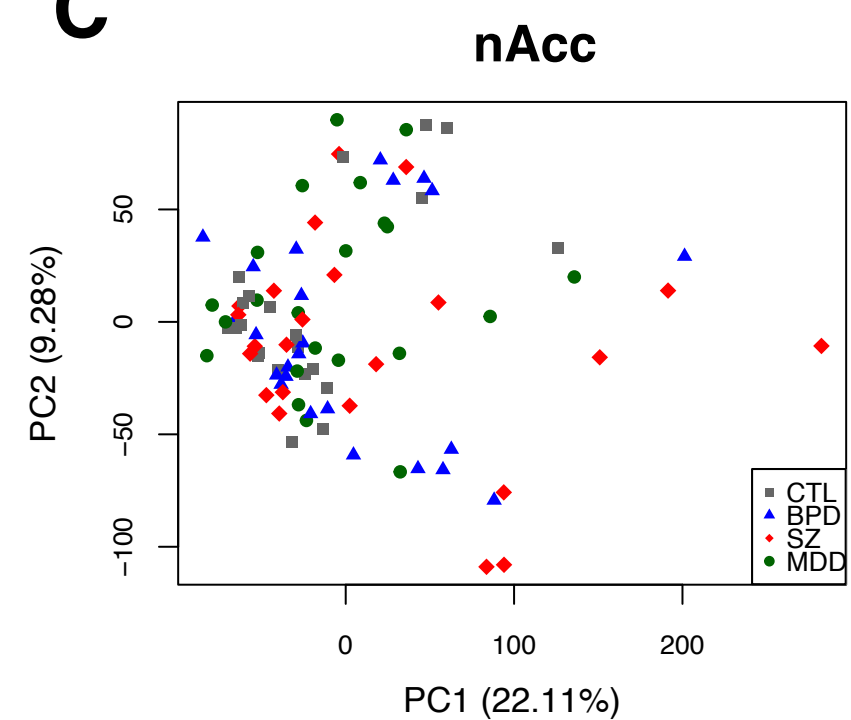 C
nAcc
PC2 (9.28%)
50
0
−50
−100
CTL
BPD
SZ
MDD
0 100 200
PC1 (22.11%)